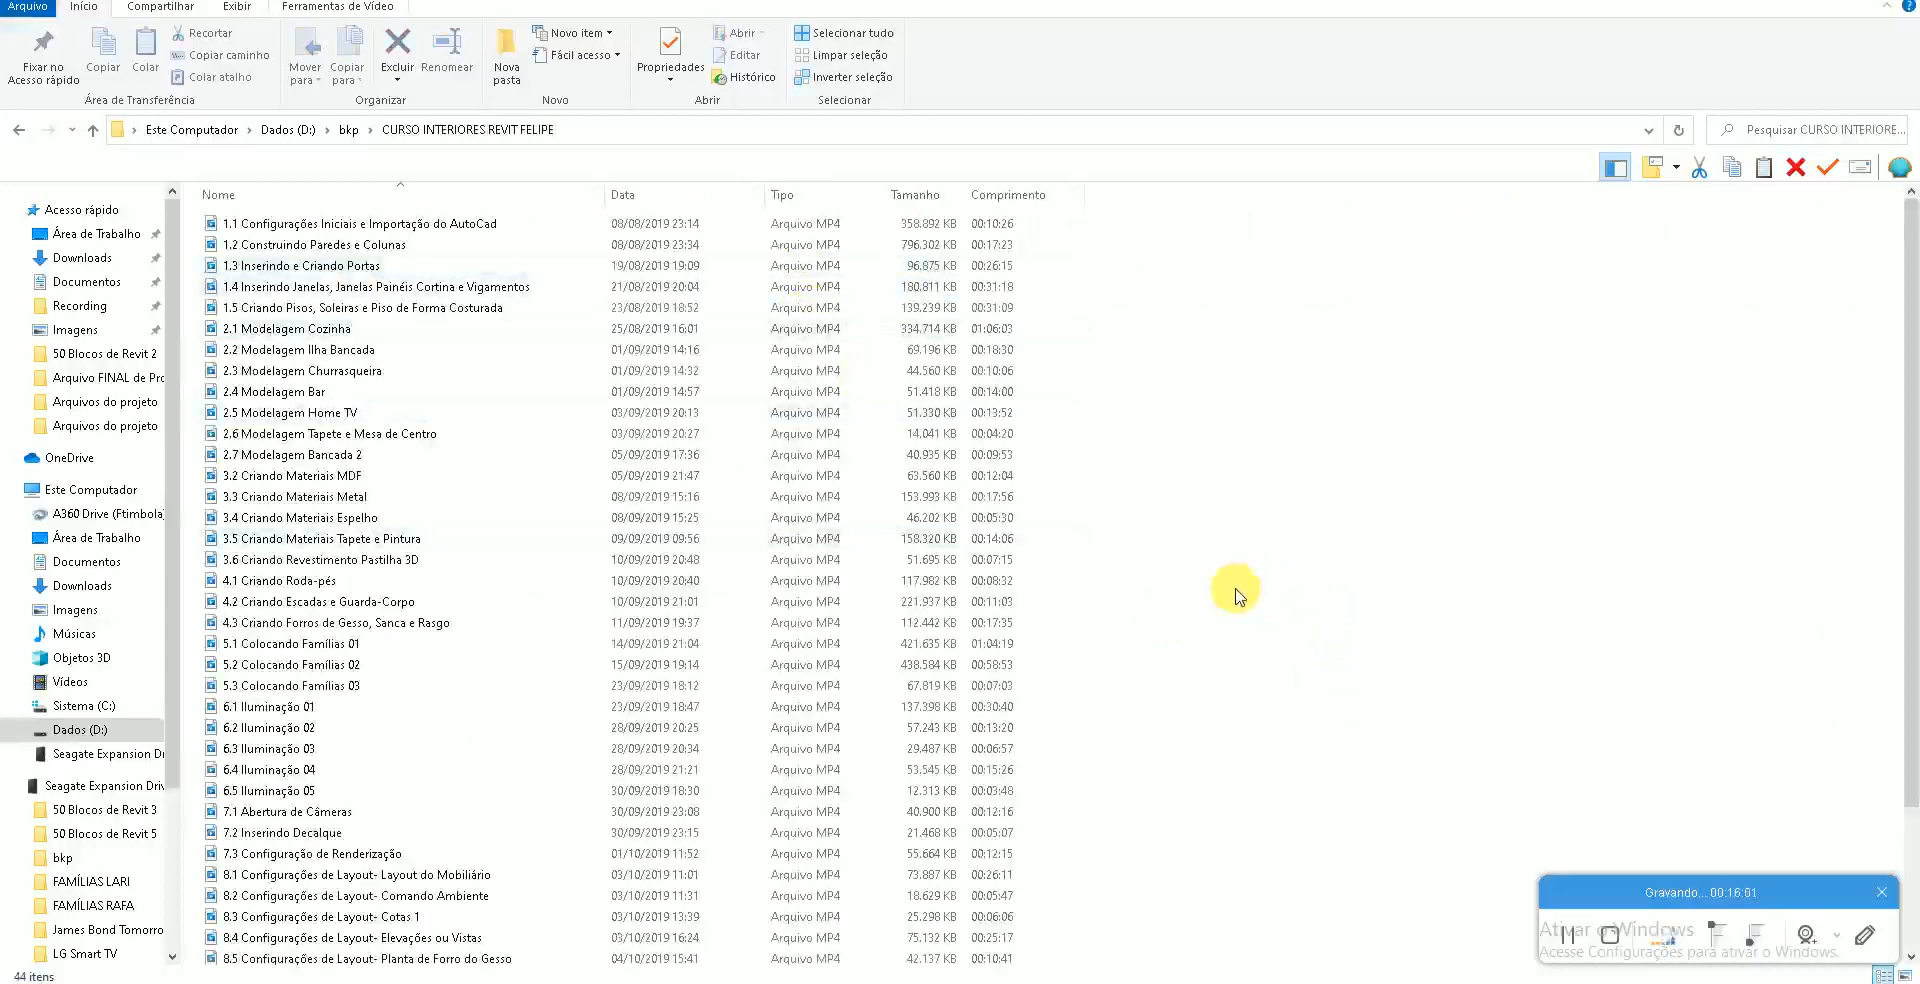 Arquivo Início Compartilhar Exibir Ferramentas de Vídeo
Fixar no
Acesso rápido
Copiar
Colar
Recortar
Copiar caminho
Colar atalho
Área de Transferência
Mover
para
Copiar
para
Excluir
Renomear
Organizar
Nova
pasta
Novo item
Fácil acesso
Novo
Propriedades
Abrir
Editar
Histórico
Abrir
Selecionar tudo
Limpar seleção
Inverter seleção
Selecionar
Este Computador > Dados (D:) > bkp > CURSO INTERIORES REVIT FELIPE
Pesquisar CURSO INTERIORE...
Acesso rápido
Área de Trabalho
Downloads
Documentos
Recording
Imagens
50 Blocos de Revit 2
Arquivo FINAL de Prc
Arquivos do projeto
Arquivos do projeto
OneDrive
Este Computador
A360 Drive (Ftimbola
Área de Trabalho
Documentos
Downloads
Imagens
Músicas
Objetos 3D
Vídeos
Sistema (C:)
Dados (D:)
Seagate Expansion Dri
Seagate Expansion Driv
50 Blocos de Revit 3
50 Blocos de Revit 5
bkp
FAMÍLIAS LARI
FAMÍLIAS RAFA
James Bond Tomorro
LG Smart TV
Nome Data Tipo Tamanho Comprimento
1.1 Configurações Iniciais e Importação do AutoCad 08/08/2019 23:14 Arquivo MP4 358.892 KB 00:10:26
1.2 Construindo Paredes e Colunas 08/08/2019 23:34 Arquivo MP4 796.302 KB 00:17:23
1.3 Inserindo e Criando Portas 19/08/2019 19:09 Arquivo MP4 96.875 KB 00:26:15
1.4 Inserindo Janelas, Janelas Painéis Cortina e Vigamentos 21/08/2019 20:04 Arquivo MP4 180.811 KB 00:31:18
1.5 Criando Pisos, Soleiras e Piso de Forma Costurada 23/08/2019 18:52 Arquivo MP4 139.239 KB 00:31:09
2.1 Modelagem Cozinha 25/08/2019 16:01 Arquivo MP4 334.714 KB 01:06:03
2.2 Modelagem Ilha Bancada 01/09/2019 14:16 Arquivo MP4 69.196 KB 00:18:30
2.3 Modelagem Churrasqueira 01/09/2019 14:32 Arquivo MP4 44.560 KB 00:10:06
2.4 Modelagem Bar 01/09/2019 14:57 Arquivo MP4 51.418 KB 00:14:00
2.5 Modelagem Home TV 03/09/2019 20:13 Arquivo MP4 51.330 KB 00:13:52
2.6 Modelagem Tapete e Mesa de Centro 03/09/2019 20:27 Arquivo MP4 14.041 KB 00:04:20
2.7 Modelagem Bancada 2 05/09/2019 17:36 Arquivo MP4 40.935 KB 00:09:53
3.2 Criando Materiais MDF 05/09/2019 21:47 Arquivo MP4 63.560 KB 00:12:04
3.3 Criando Materiais Metal 08/09/2019 15:16 Arquivo MP4 153.993 KB 00:17:56
3.4 Criando Materiais Espelho 08/09/2019 15:25 Arquivo MP4 46.202 KB 00:05:30
3.5 Criando Materiais Tapete e Pintura 09/09/2019 09:56 Arquivo MP4 158.320 KB 00:14:06
3.6 Criando Revestimento Pastilha 3D 10/09/2019 20:48 Arquivo MP4 51.695 KB 00:07:15
4.1 Criando Roda-pés 10/09/2019 20:40 Arquivo MP4 117.982 KB 00:08:32
4.2 Criando Escadas e Guarda-Corpo 10/09/2019 21:01 Arquivo MP4 221.937 KB 00:11:03
4.3 Criando Forros de Gesso, Sanca e Rasgo 11/09/2019 19:37 Arquivo MP4 112.442 KB 00:17:35
5.1 Colocando Famílias 01 14/09/2019 21:04 Arquivo MP4 421.635 KB 01:04:19
5.2 Colocando Famílias 02 15/09/2019 19:14 Arquivo MP4 438.584 KB 00:58:53
5.3 Colocando Famílias 03 23/09/2019 18:12 Arquivo MP4 67.819 KB 00:07:03
6.1 Iluminação 01 23/09/2019 18:47 Arquivo MP4 137.398 KB 00:30:40
6.2 Iluminação 02 28/09/2019 20:25 Arquivo MP4 57.243 KB 00:13:20
6.3 Iluminação 03 28/09/2019 20:34 Arquivo MP4 29.487 KB 00:06:57
6.4 Iluminação 04 28/09/2019 21:21 Arquivo MP4 53.545 KB 00:15:26
6.5 Iluminação 05 30/09/2019 18:30 Arquivo MP4 12.313 KB 00:03:48
7.1 Abertura de Câmeras 30/09/2019 23:08 Arquivo MP4 40.900 KB 00:12:16
7.2 Inserindo Decalque 30/09/2019 23:15 Arquivo MP4 21.468 KB 00:05:07
7.3 Configuração de Renderização 01/10/2019 11:52 Arquivo MP4 55.664 KB 00:12:15
8.1 Configurações de Layout- Layout do Mobiliário 03/10/2019 11:01 Arquivo MP4 73.887 KB 00:26:11
8.2 Configurações de Layout- Comando Ambiente 03/10/2019 11:31 Arquivo MP4 18.629 KB 00:05:47
8.3 Configurações de Layout- Cotas 1 03/10/2019 13:39 Arquivo MP4 25.298 KB 00:06:06
8.4 Configurações de Layout- Elevações ou Vistas 03/10/2019 16:24 Arquivo MP4 75.132 KB 00:25:17
8.5 Configurações de Layout- Planta de Forro do Gesso 04/10/2019 15:41 Arquivo MP4 42.137 KB 00:10:41
Gravando... 00:16:01
Ativar o Windows
Acesse Configurações para ativar o Windows.
44 itens